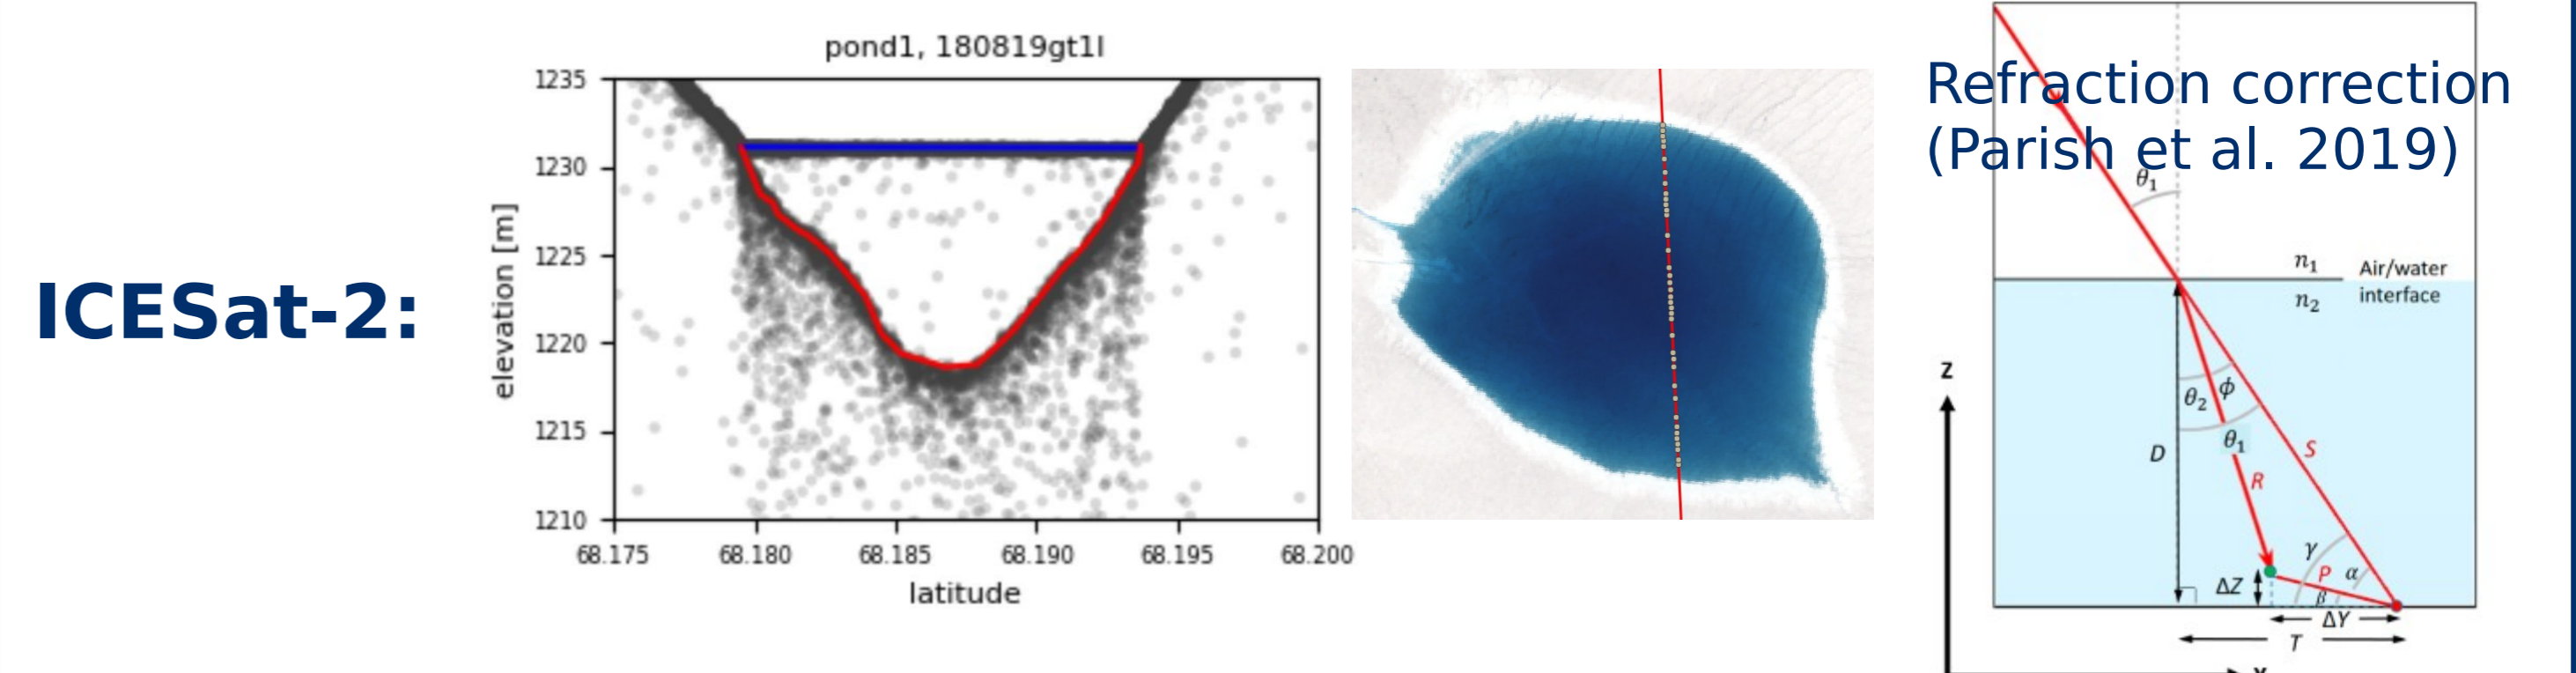 ICESat-2:
pond1, 180819gt1l
elevation [m]
1235
1230
1225
1220
1215
1210
68.175 68.180 68.185 68.190 68.195 68.200
latitude
Refraction correction
(Parish et al. 2019)
θ1
n1 Air/water
n2 interface
Z
θ2 ϕ
D θ1 S
R
γ
P α
ΔZ β
ΔY
T